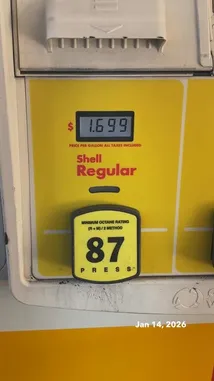 $ 1.699
PRICE PER GALLON, ALL TAXES INCLUDED
Shell
Regular
MINIMUM OCTANE RATING
(R + M) / 2 METHOD
87
PRESS
Jan 14, 2026